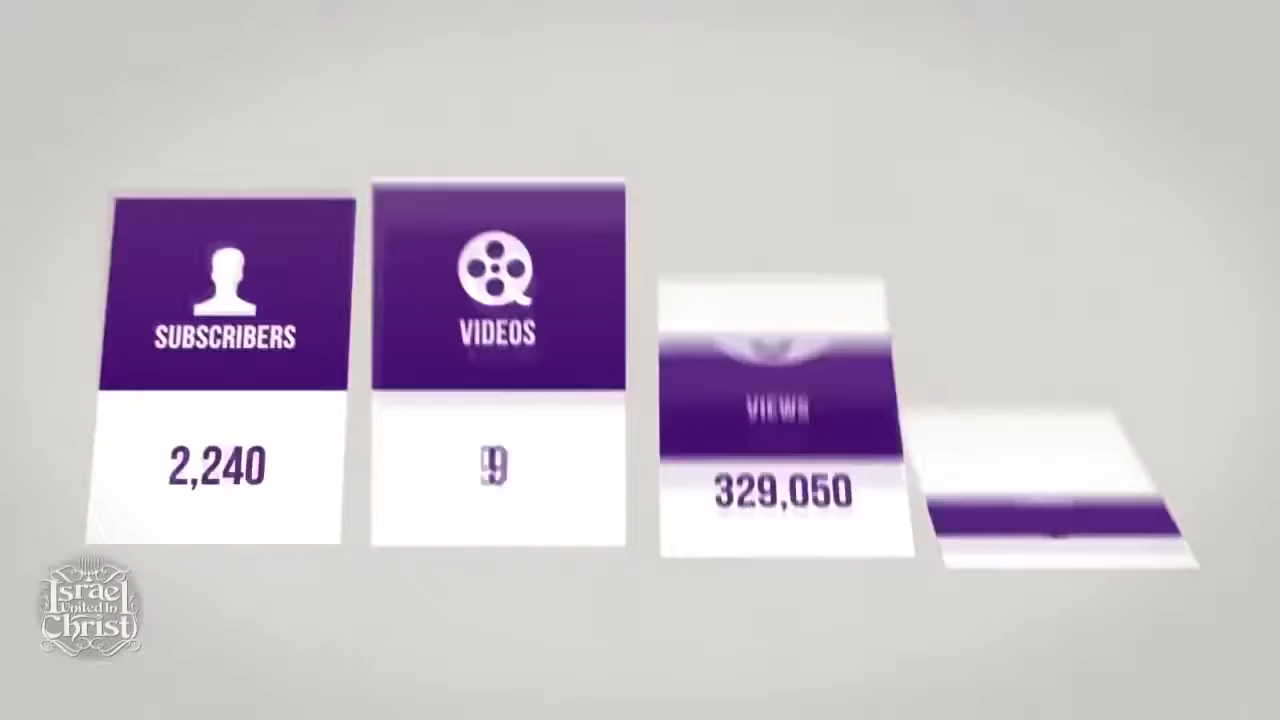 SUBSCRIBERS
2,240
VIDEOS
VIEWS
329,050
Israel
United In
Christ